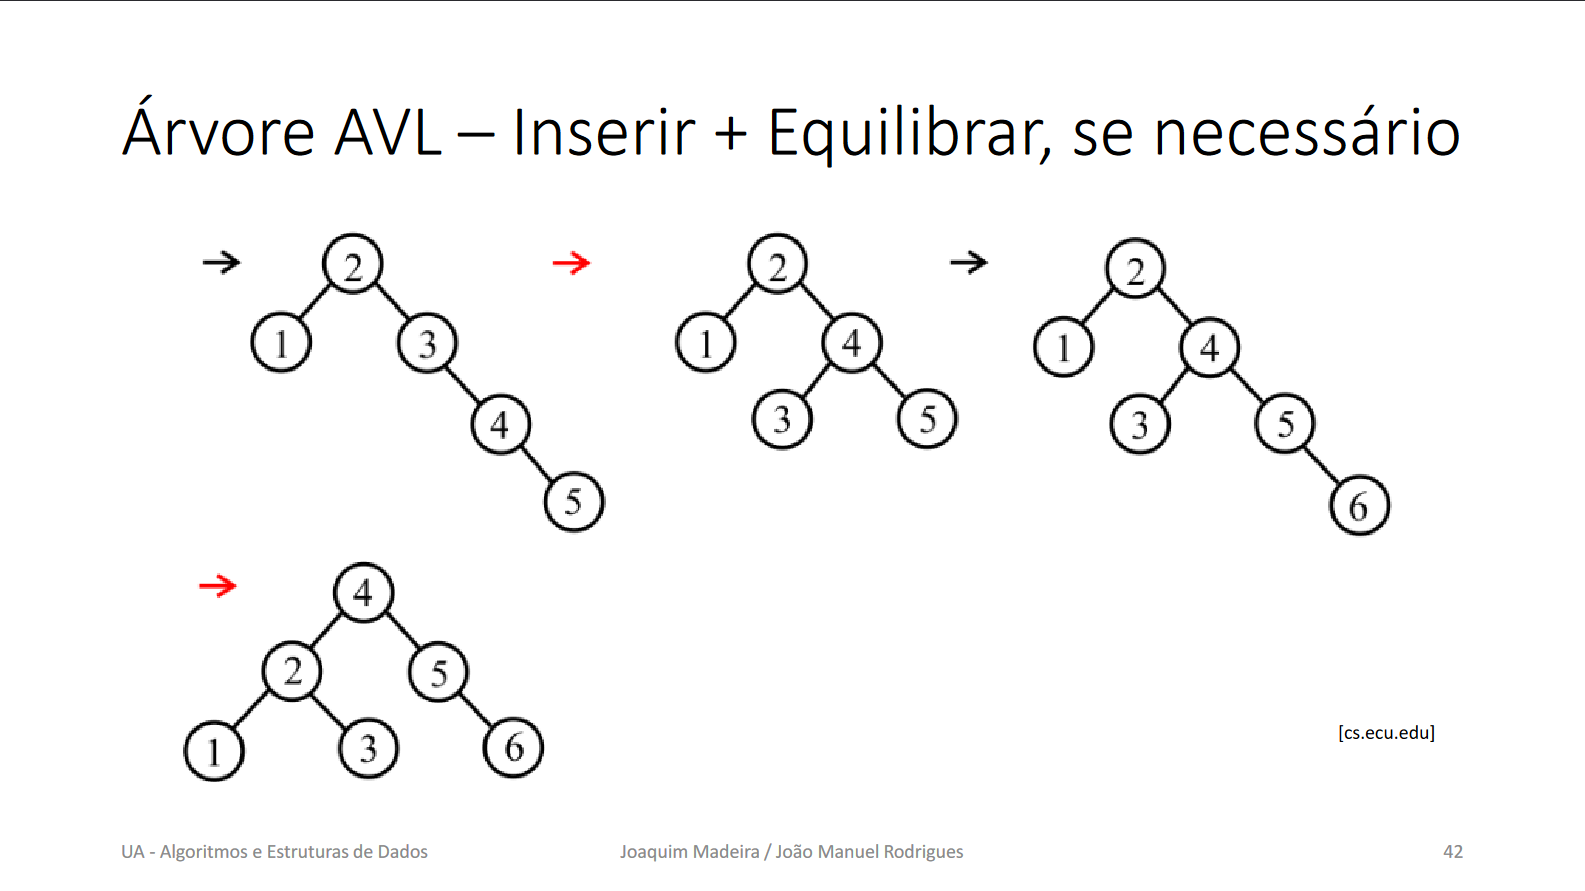 Árvore AVL – Inserir + Equilibrar, se necessário
→ 2 → 2 → 2
1 3 1 4 1 4
4 3 5 3 5
5 6
→ 4
2 5
1 3 6
[cs.ecu.edu]
UA - Algoritmos e Estruturas de Dados Joaquim Madeira / João Manuel Rodrigues 42